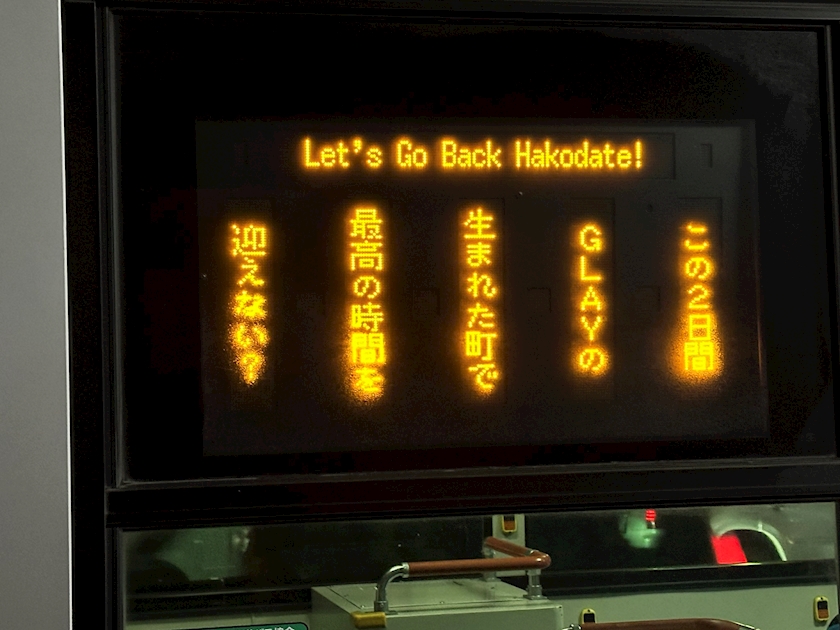 Let's Go Back Hakodate!
この2日間
GLAYの
生まれた町で
最高の時間を
迎えない?